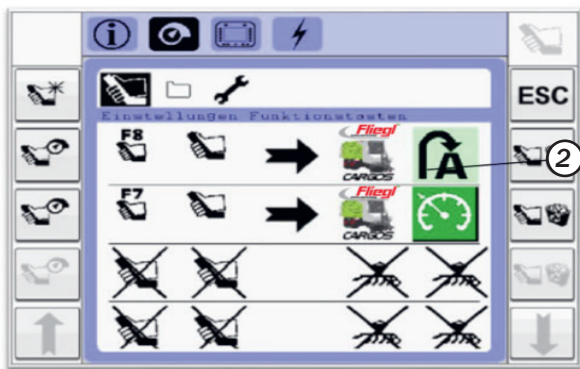 ESC
Einstellungen Funktionstasten
F8
Fliegl
CARGOS
A
2
F7
Fliegl
CARGOS